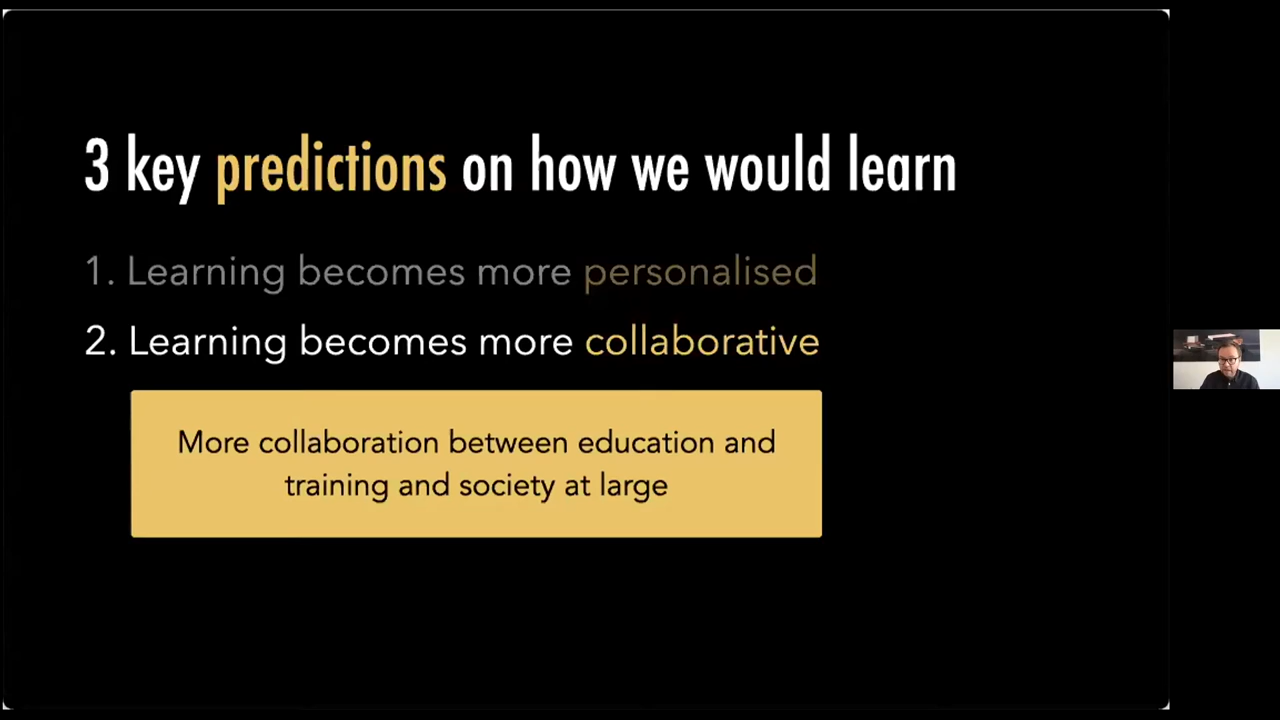 3 key predictions on how we would learn
1. Learning becomes more personalised
2. Learning becomes more collaborative
More collaboration between education and
training and society at large